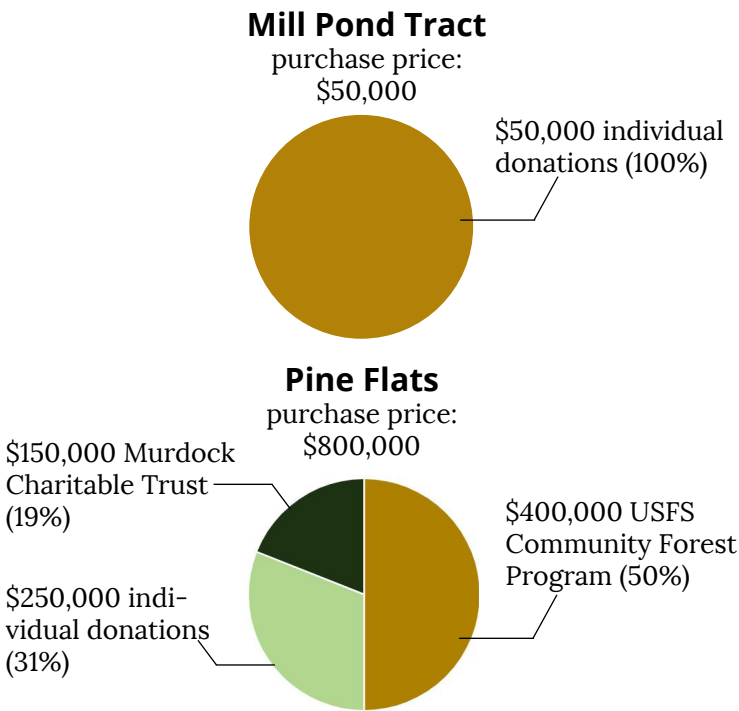 Mill Pond Tract
purchase price:
$50,000
$50,000 individual
donations (100%)
Pine Flats
purchase price:
$800,000
$150,000 Murdock
Charitable Trust
(19%)
$400,000 USFS
Community Forest
Program (50%)
$250,000 indi-
vidual donations
(31%)